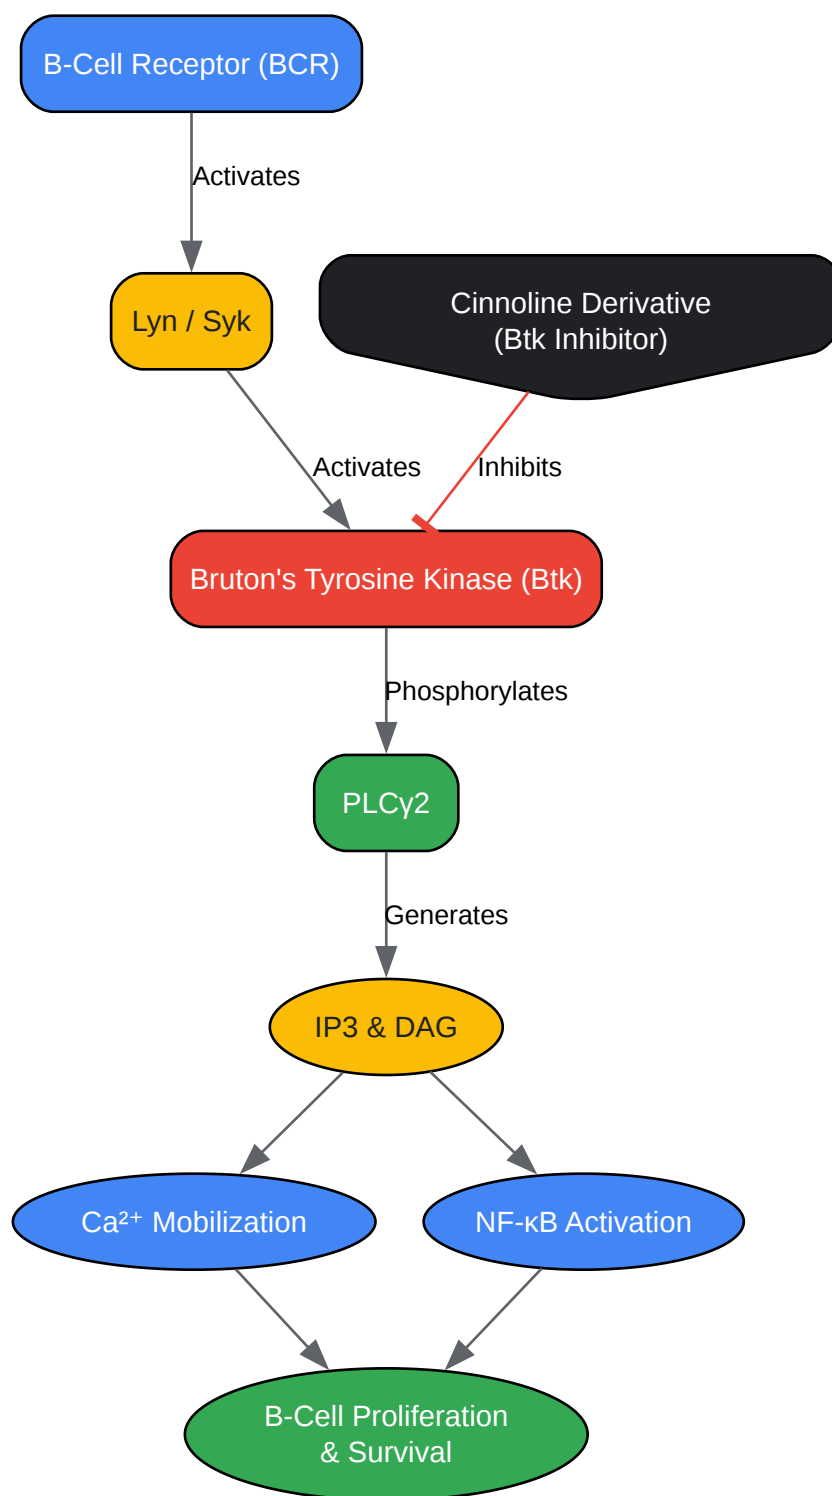 B-Cell Receptor (BCR)
Activates
Lyn / Syk
Cinnoline Derivative
(Btk Inhibitor)
Activates
Inhibits
Bruton's Tyrosine Kinase (Btk)
Phosphorylates
PLCγ2
Generates
IP3 & DAG
Ca²⁺ Mobilization
NF-κB Activation
B-Cell Proliferation
& Survival